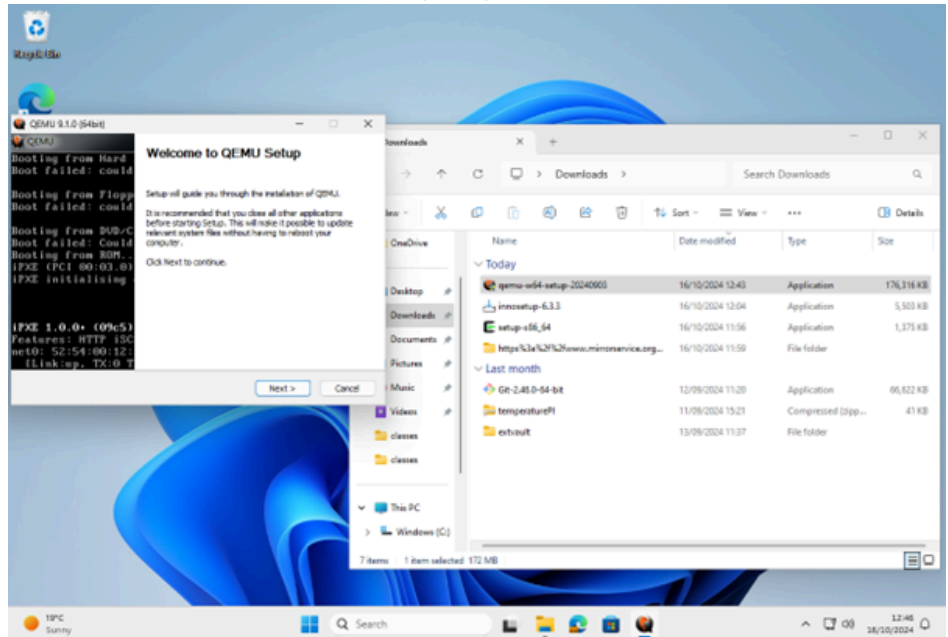 Recycle Bin
QEMU 9.1.0 (64bit)
QEMU
Booting from Hard
Boot failed: could
Booting from Flopp
Boot failed: could
Booting from DVD/C
Boot failed: Could
Booting from ROM..
iPXE (PCI 00:03.0)
iPXE initialising
iPXE 1.0.0+ (09c5)
Features: HTTP iSC
net0: 52:54:00:12:
(Link:up, TX:0 T
Welcome to QEMU Setup
Setup will guide you through the installation of QEMU.
It is recommended that you close all other applications
before starting Setup. This will make it possible to update
relevant system files without having to reboot your
computer.
Click Next to continue.
Next >
Cancel
Downloads
Downloads
Search Downloads
Sort
View
Details
Name
Date modified
Type
Size
OneDrive
Desktop
Downloads
Documents
Pictures
Music
Videos
classes
classes
This PC
Windows (C:)
Today
qemu-w64-setup-20240903 16/10/2024 12:43 Application 176,316 KB
innosetup-6.3.3 16/10/2024 12:04 Application 5,503 KB
setup-x86_64 16/10/2024 11:56 Application 1,375 KB
https%3a%2f%2fwww.mirrorservice.org... 16/10/2024 11:59 File folder
Last month
Git-2.46.0-64-bit 12/09/2024 11:20 Application 66,622 KB
temperaturePI 11/09/2024 15:21 Compressed (zipp... 41 KB
extvault 13/09/2024 11:37 File folder
7 items 1 item selected 172 MB
19°C
Sunny
Search
12:46
16/10/2024